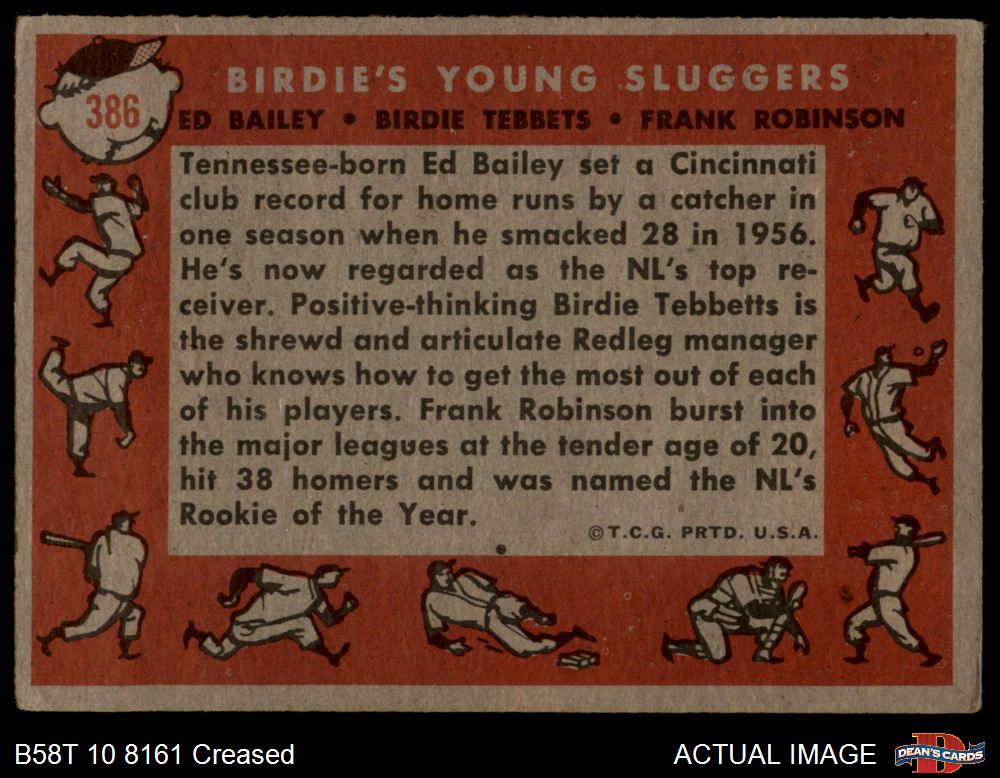 386
BIRDIE'S YOUNG SLUGGERS
ED BAILEY • BIRDIE TEBBETS • FRANK ROBINSON
Tennessee-born Ed Bailey set a Cincinnati
club record for home runs by a catcher in
one season when he smacked 28 in 1956.
He's now regarded as the NL's top re-
ceiver. Positive-thinking Birdie Tebbetts is
the shrewd and articulate Redleg manager
who knows how to get the most out of each
of his players. Frank Robinson burst into
the major leagues at the tender age of 20,
hit 38 homers and was named the NL's
Rookie of the Year.
©T.C.G. PRTD. U.S.A.
B58T 10 8161 Creased
ACTUAL IMAGE
D
DEAN'S CARDS